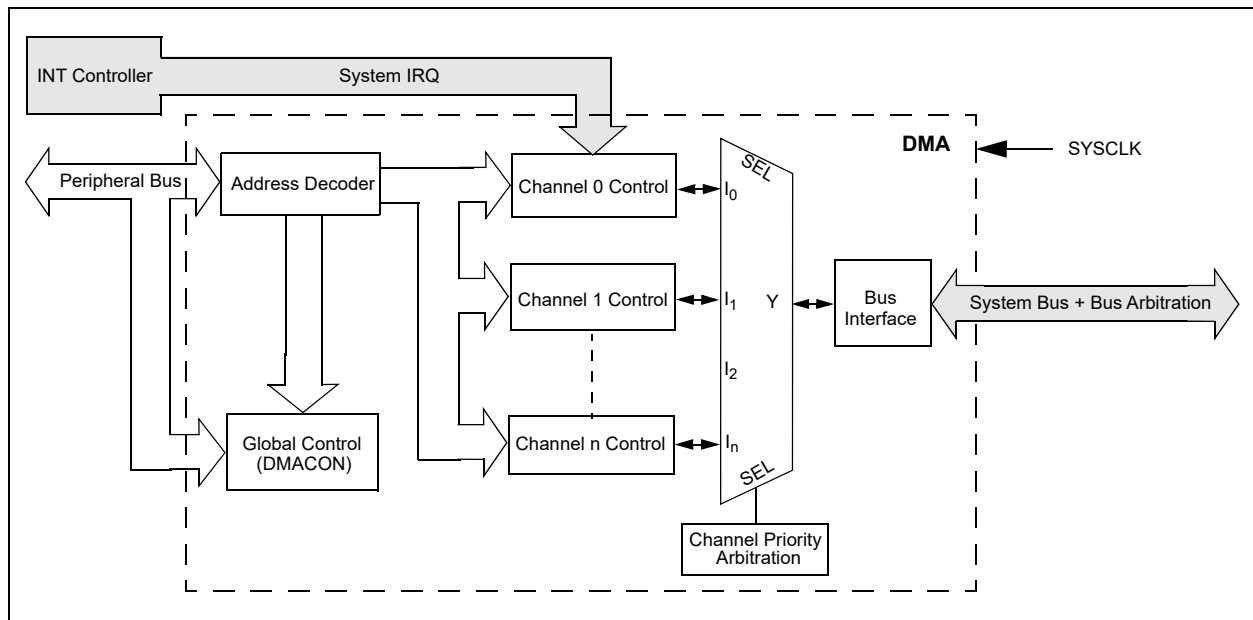 INT Controller
System IRQ
DMA
SYSCLK
Peripheral Bus
Address Decoder
Channel 0 Control
I0
SEL
Channel 1 Control
I1
Y
Bus
Interface
System Bus + Bus Arbitration
I2
Global Control
(DMACON)
Channel n Control
In
SEL
Channel Priority
Arbitration